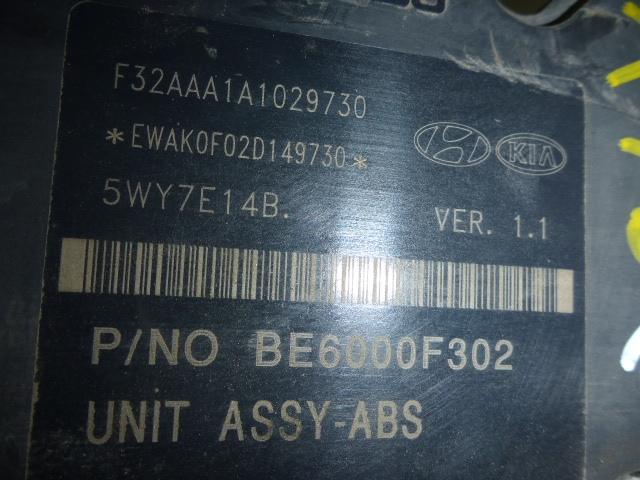 F32AAA1A1029730
*EWAK0F02D149730*
KIA
5WY7E14B.
VER. 1.1
P/NO BE6000F302
UNIT ASSY-ABS